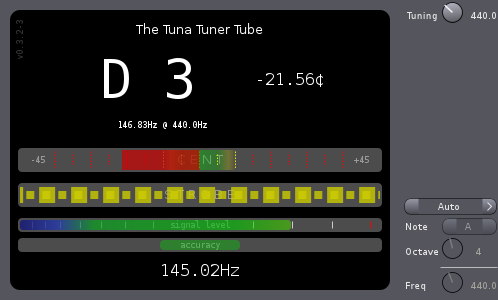 v0.3.2-3
The Tuna Tuner Tube
D 3 -21.56¢
146.83Hz @ 440.0Hz
-45 CENT +45
STROBE
signal level
accuracy
145.02Hz
Tuning 440.0
Auto
Note A
Octave 4
Freq 440.0